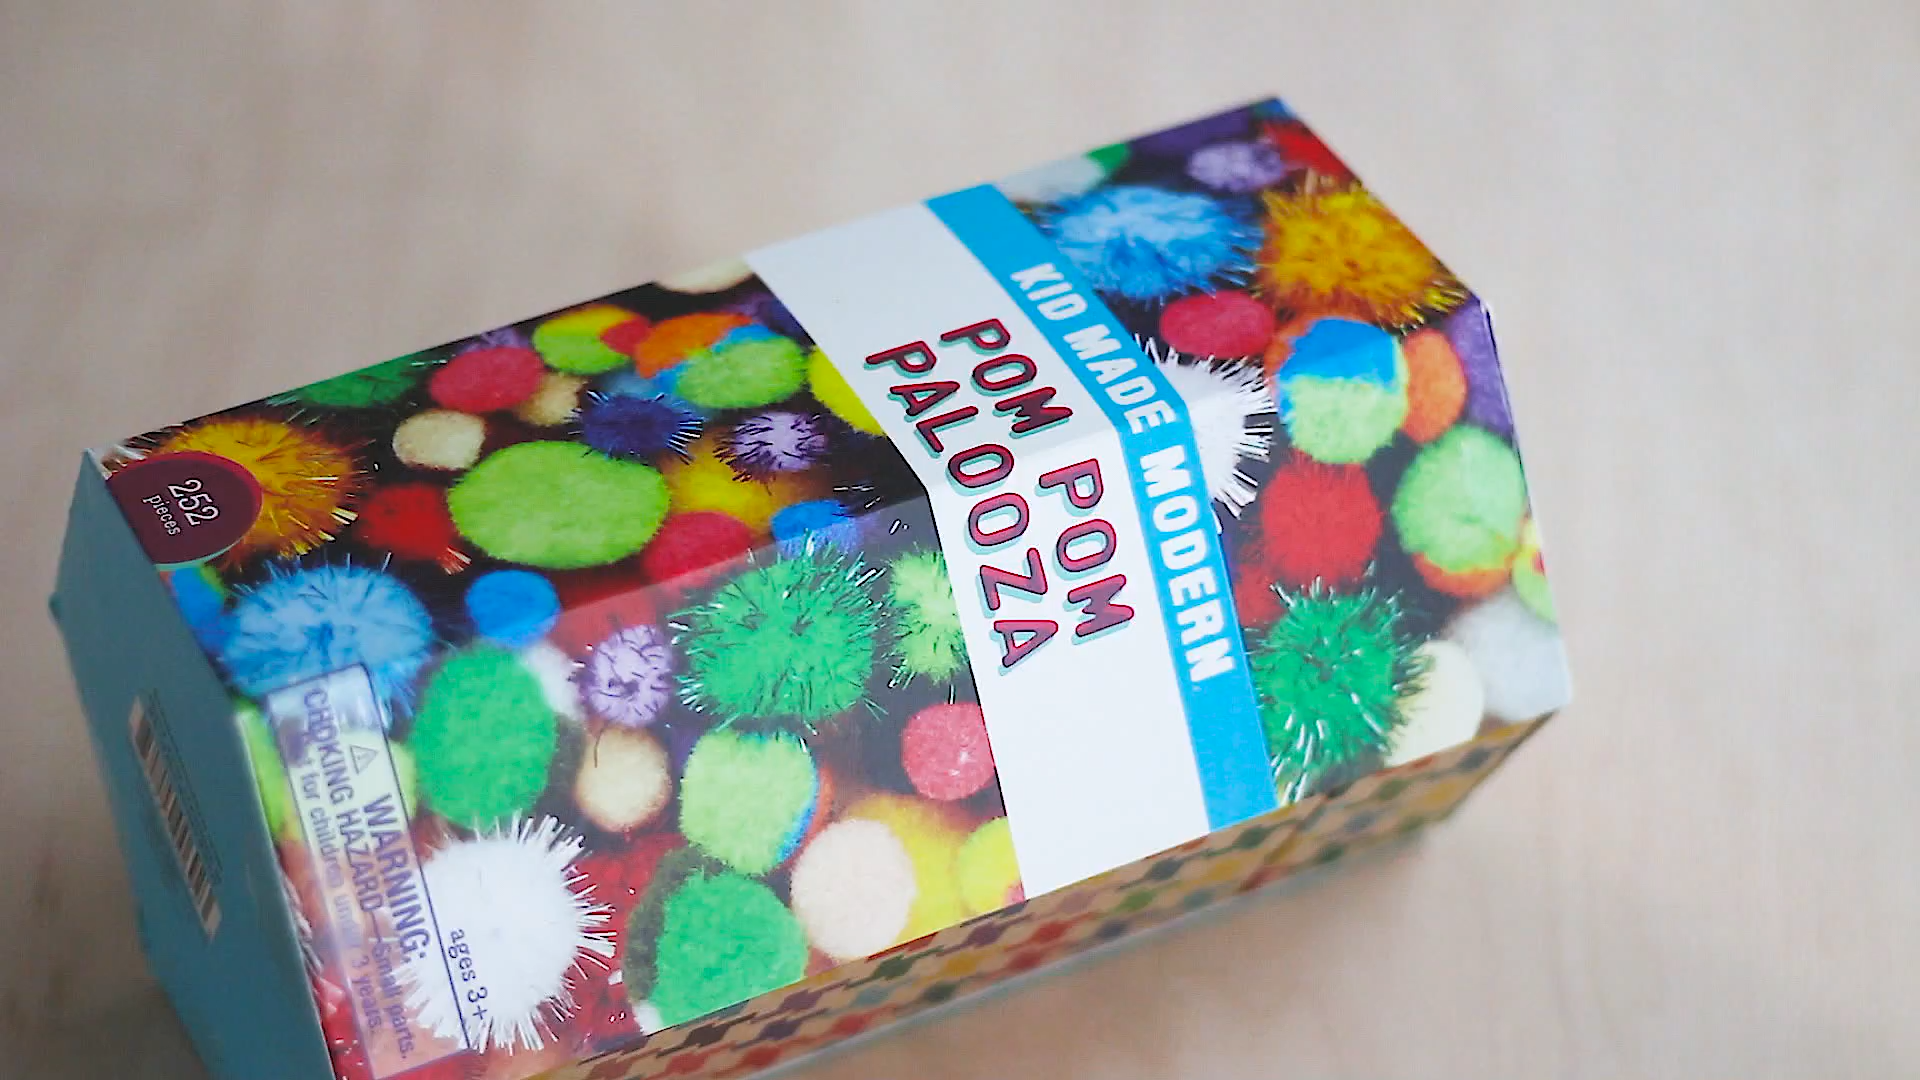 KID MADE MODERN
POM POM
PALOOZA
252
pieces
⚠ WARNING:
CHOKING HAZARD—Small parts.
Not for children under 3 years.
ages 3+